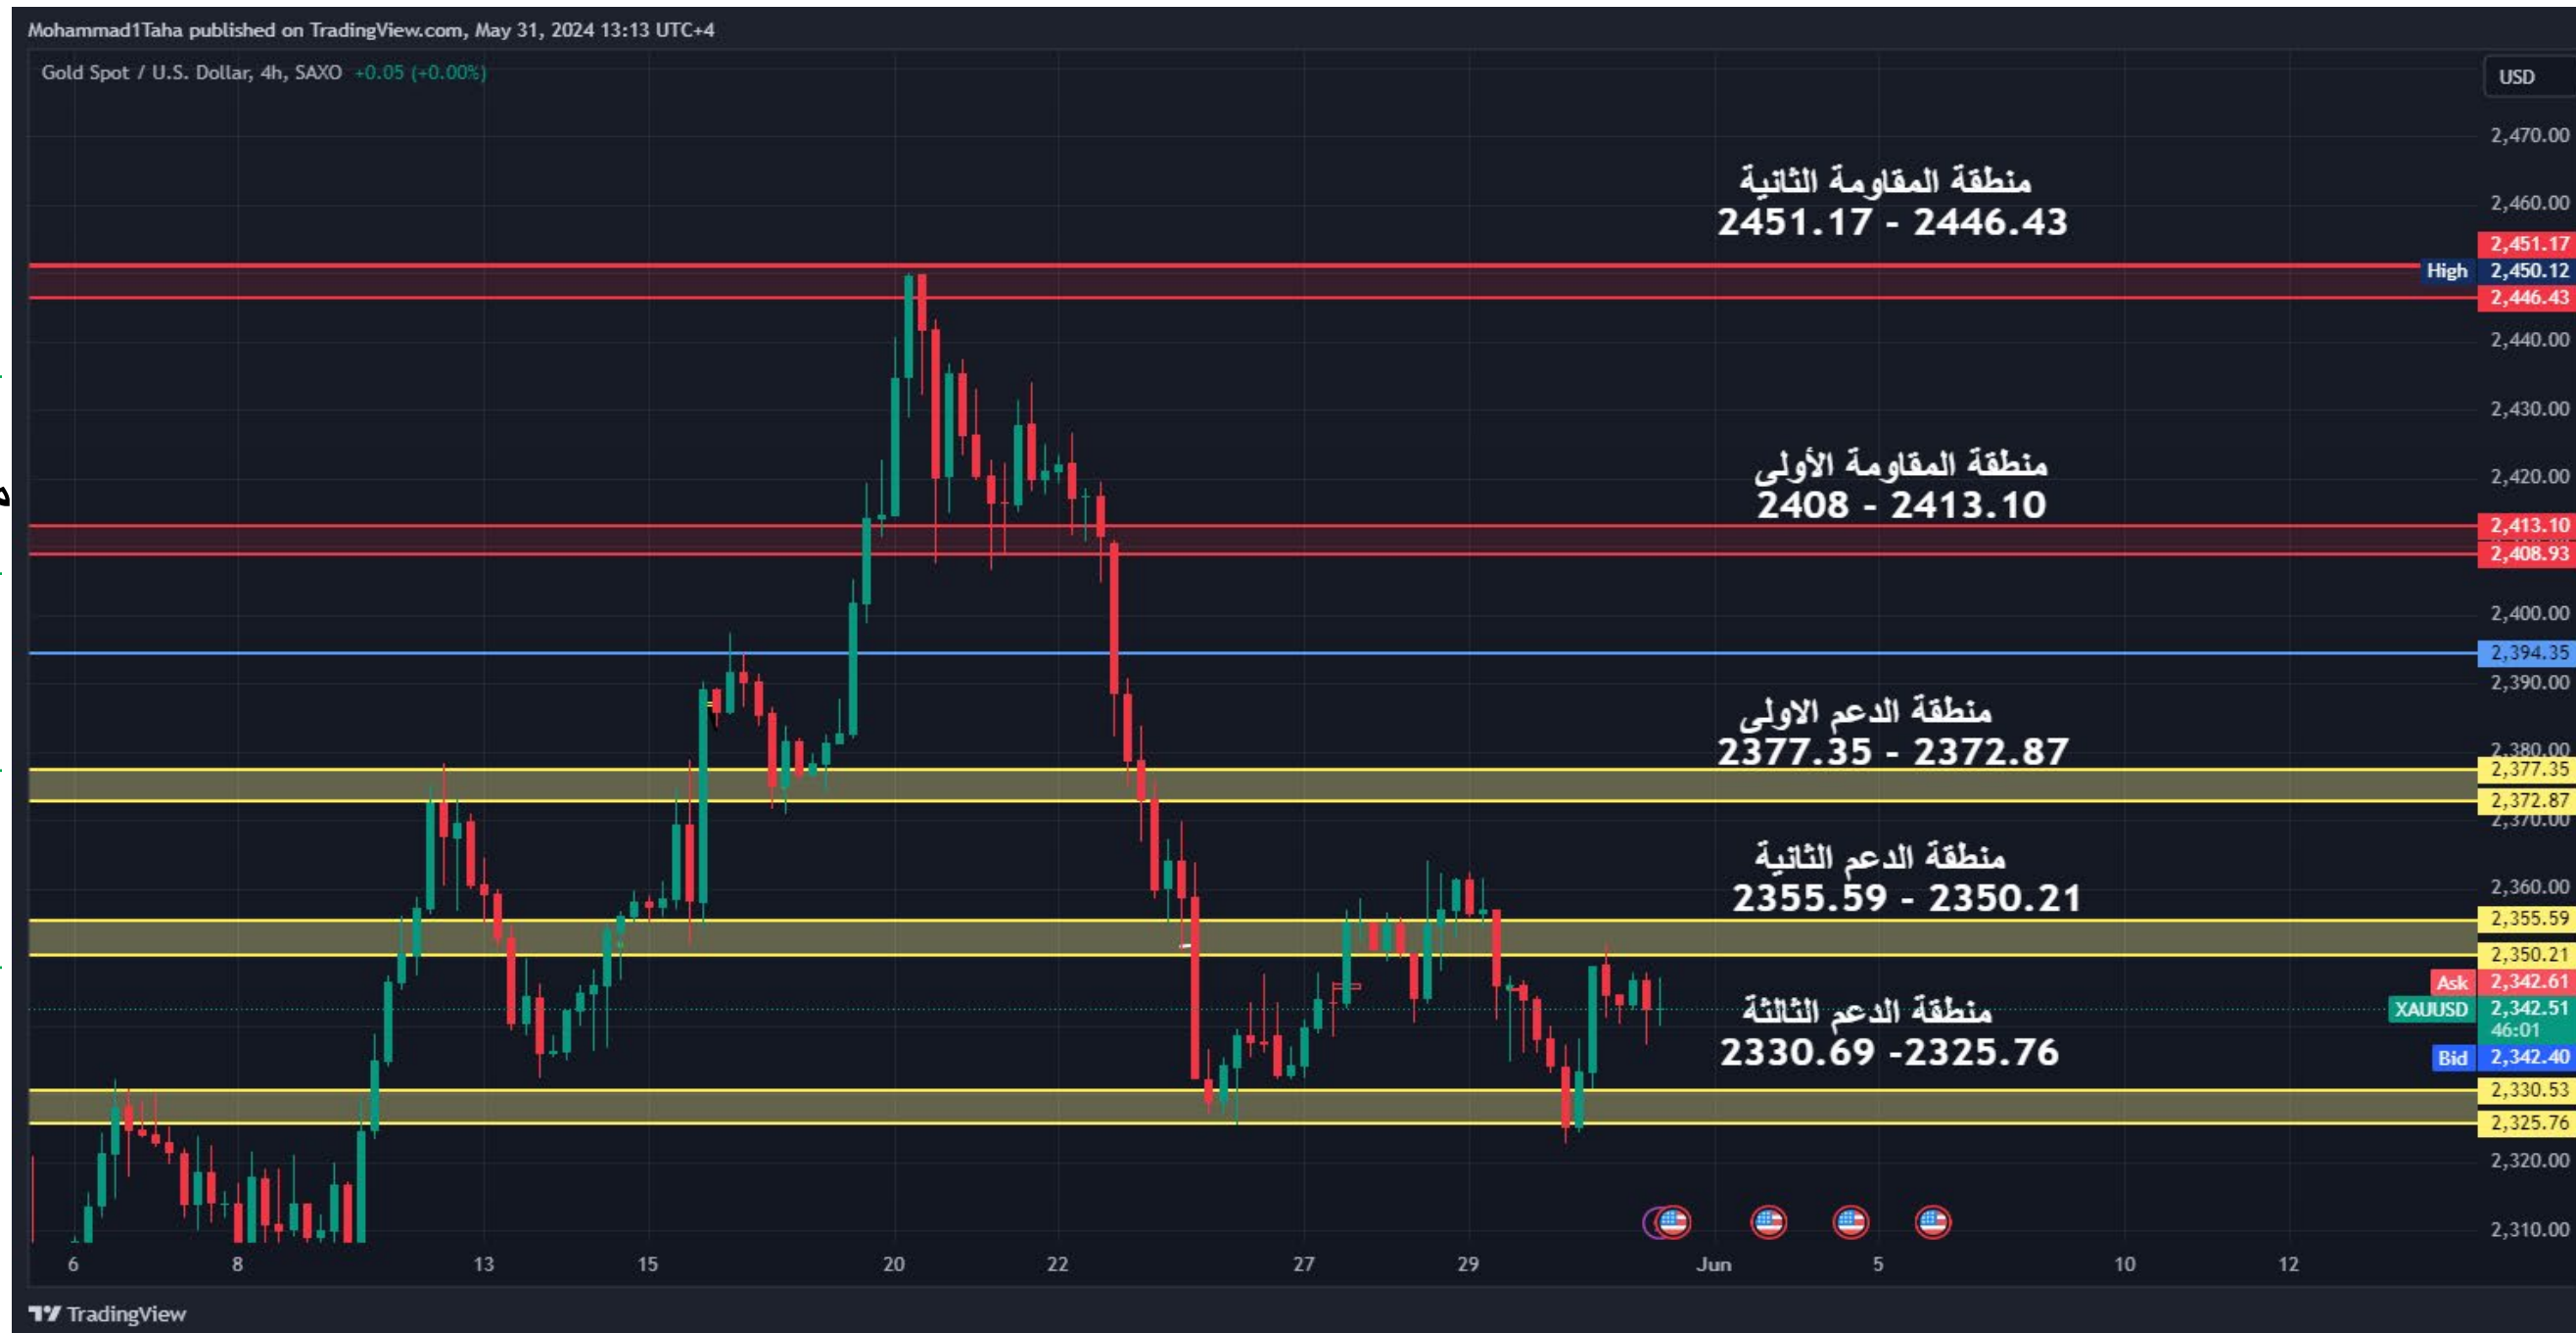 Mohammad1Taha published on TradingView.com, May 31, 2024 13:13 UTC+4
Gold Spot / U.S. Dollar, 4h, SAXO +0.05 (+0.00%)
USD
2,470.00
منطقة المقاومة الثانية
2451.17 - 2446.43
2,460.00
2,451.17
High 2,450.12
2,446.43
2,440.00
2,430.00
منطقة المقاومة الأولى
2408 - 2413.10
2,420.00
2,413.10
2,408.93
2,400.00
2,394.35
2,390.00
منطقة الدعم الاولى
2377.35 - 2372.87
2,380.00
2,377.35
2,372.87
2,370.00
منطقة الدعم الثانية
2355.59 - 2350.21
2,360.00
2,355.59
2,350.21
Ask 2,342.61
XAUUSD 2,342.51
46:01
منطقة الدعم الثالثة
2330.69 -2325.76
Bid 2,342.40
2,330.53
2,325.76
2,320.00
2,310.00
6 8 13 15 20 22 27 29 Jun 5 10 12
TradingView